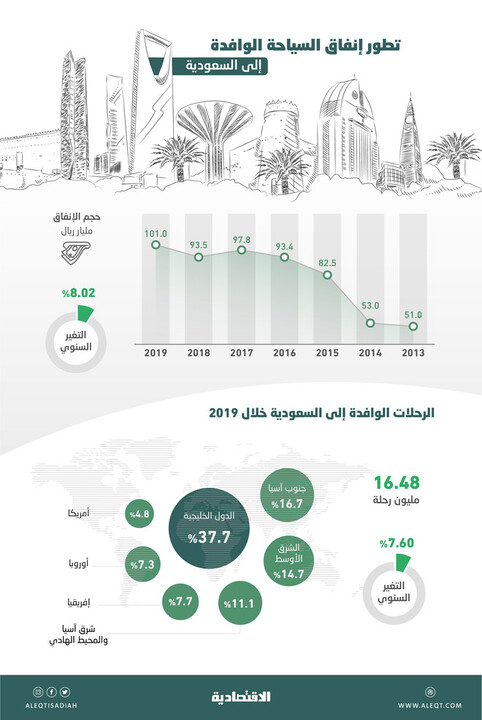 تطور إنفاق السياحة الوافدة
إلى السعودية
حجم الإنفاق
مليار ريال
%8.02
التغير
السنوي
101.0
93.5
97.8
93.4
82.5
53.0
51.0
2019
2018
2017
2016
2015
2014
2013
الرحلات الوافدة إلى السعودية خلال 2019
16.48
مليون رحلة
%7.60
التغير
السنوي
جنوب آسيا
%16.7
الدول الخليجية
%37.7
الشرق
الأوسط
%14.7
أمريكا
%4.8
أوروبا
%7.3
إفريقيا
%7.7
%11.1
شرق آسيا
والمحيط الهادي
ALEQTISADIAH
الاقتصادية
WWW.ALEQT.COM